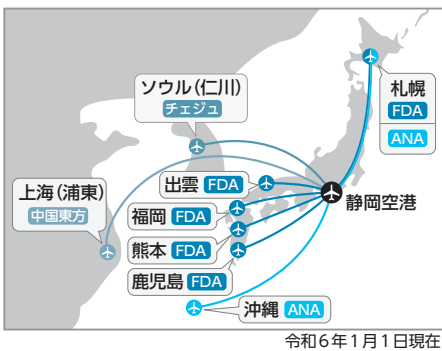 ソウル(仁川)
チェジュ
札幌
FDA
ANA
上海(浦東)
中国東方
出雲 FDA
福岡 FDA
熊本 FDA
鹿児島 FDA
静岡空港
沖縄 ANA
令和6年1月1日現在